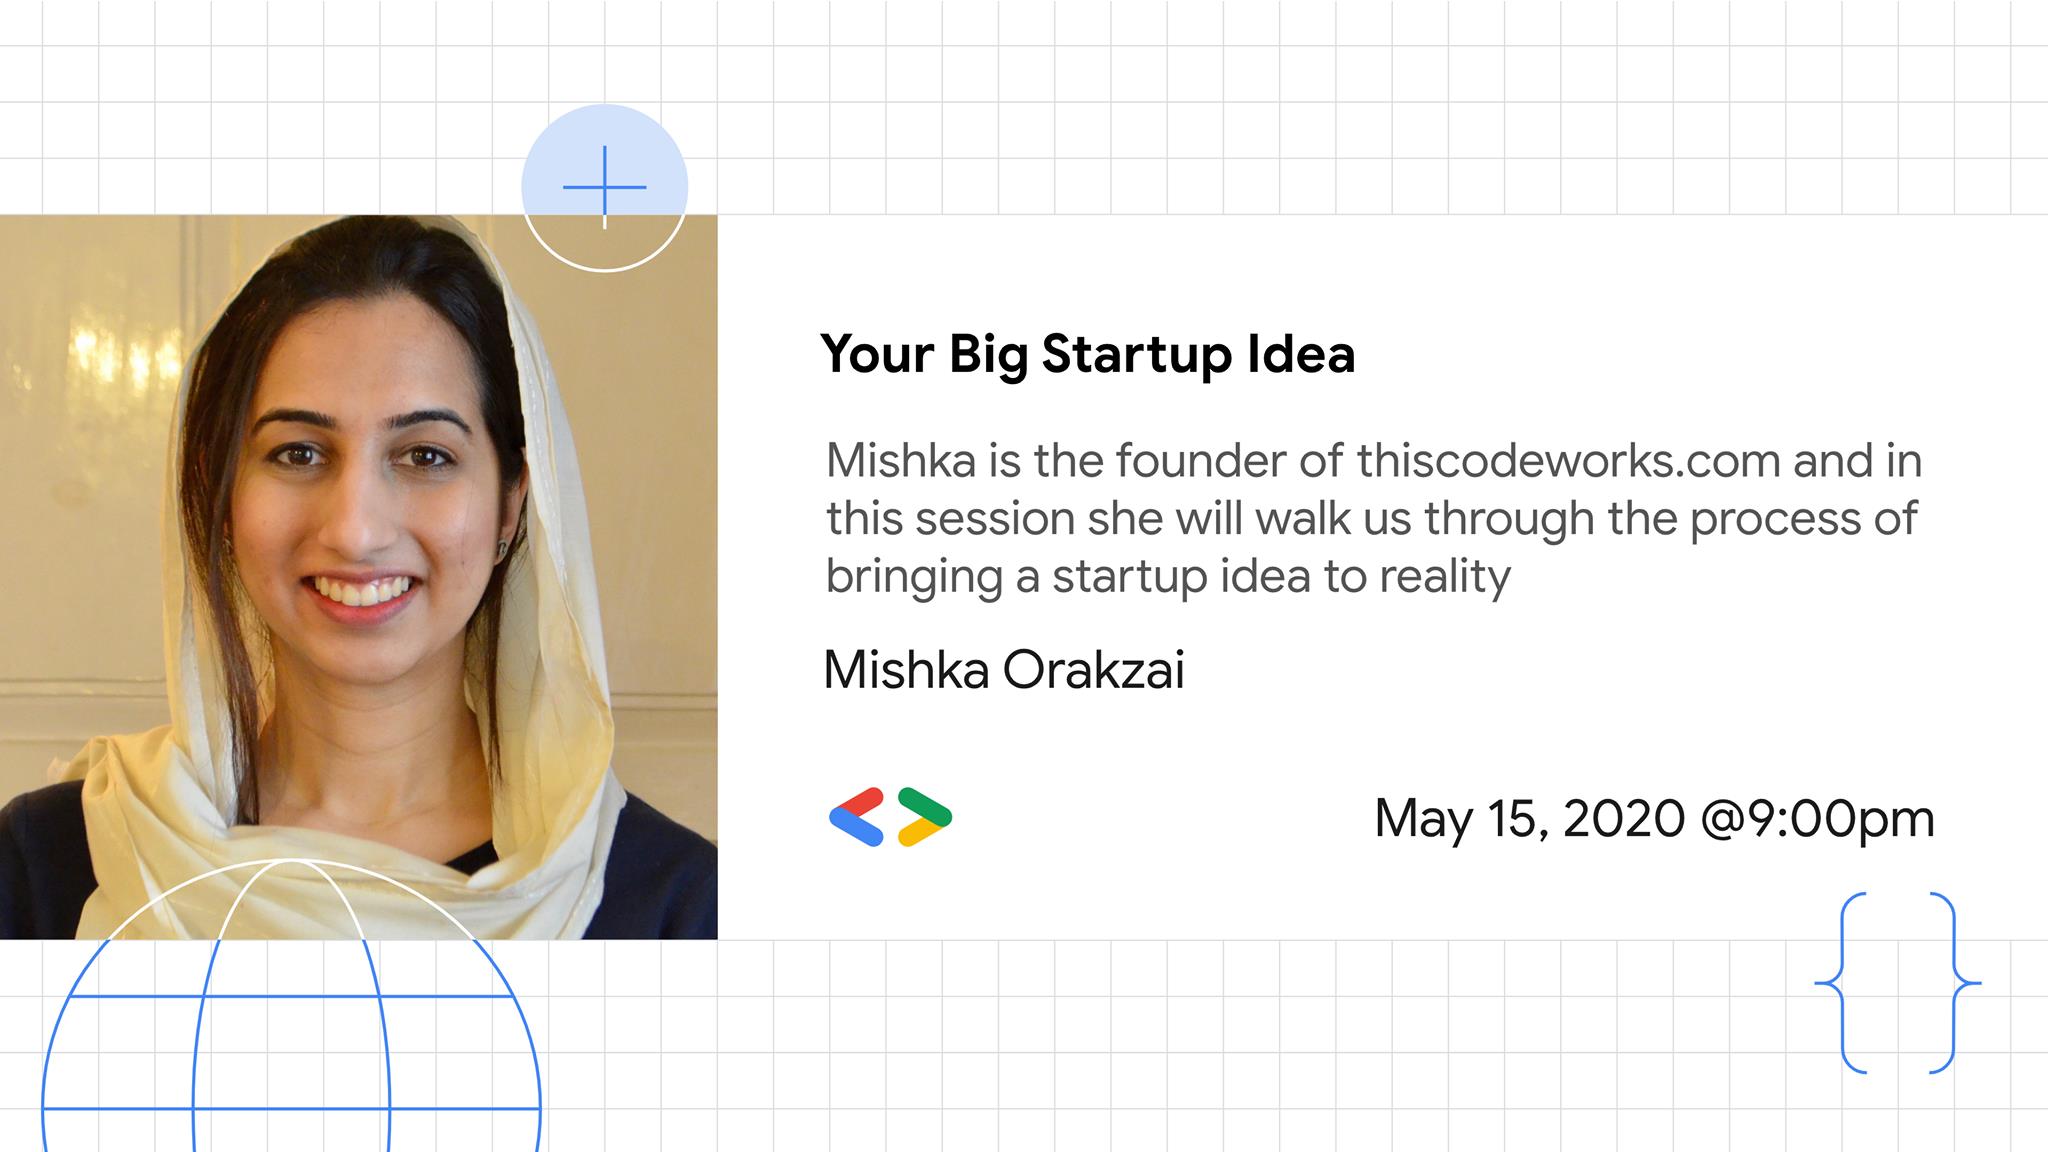 Your Big Startup Idea
Mishka is the founder of thiscodeworks.com and in
this session she will walk us through the process of
bringing a startup idea to reality
Mishka Orakzai
May 15, 2020 @9:00pm